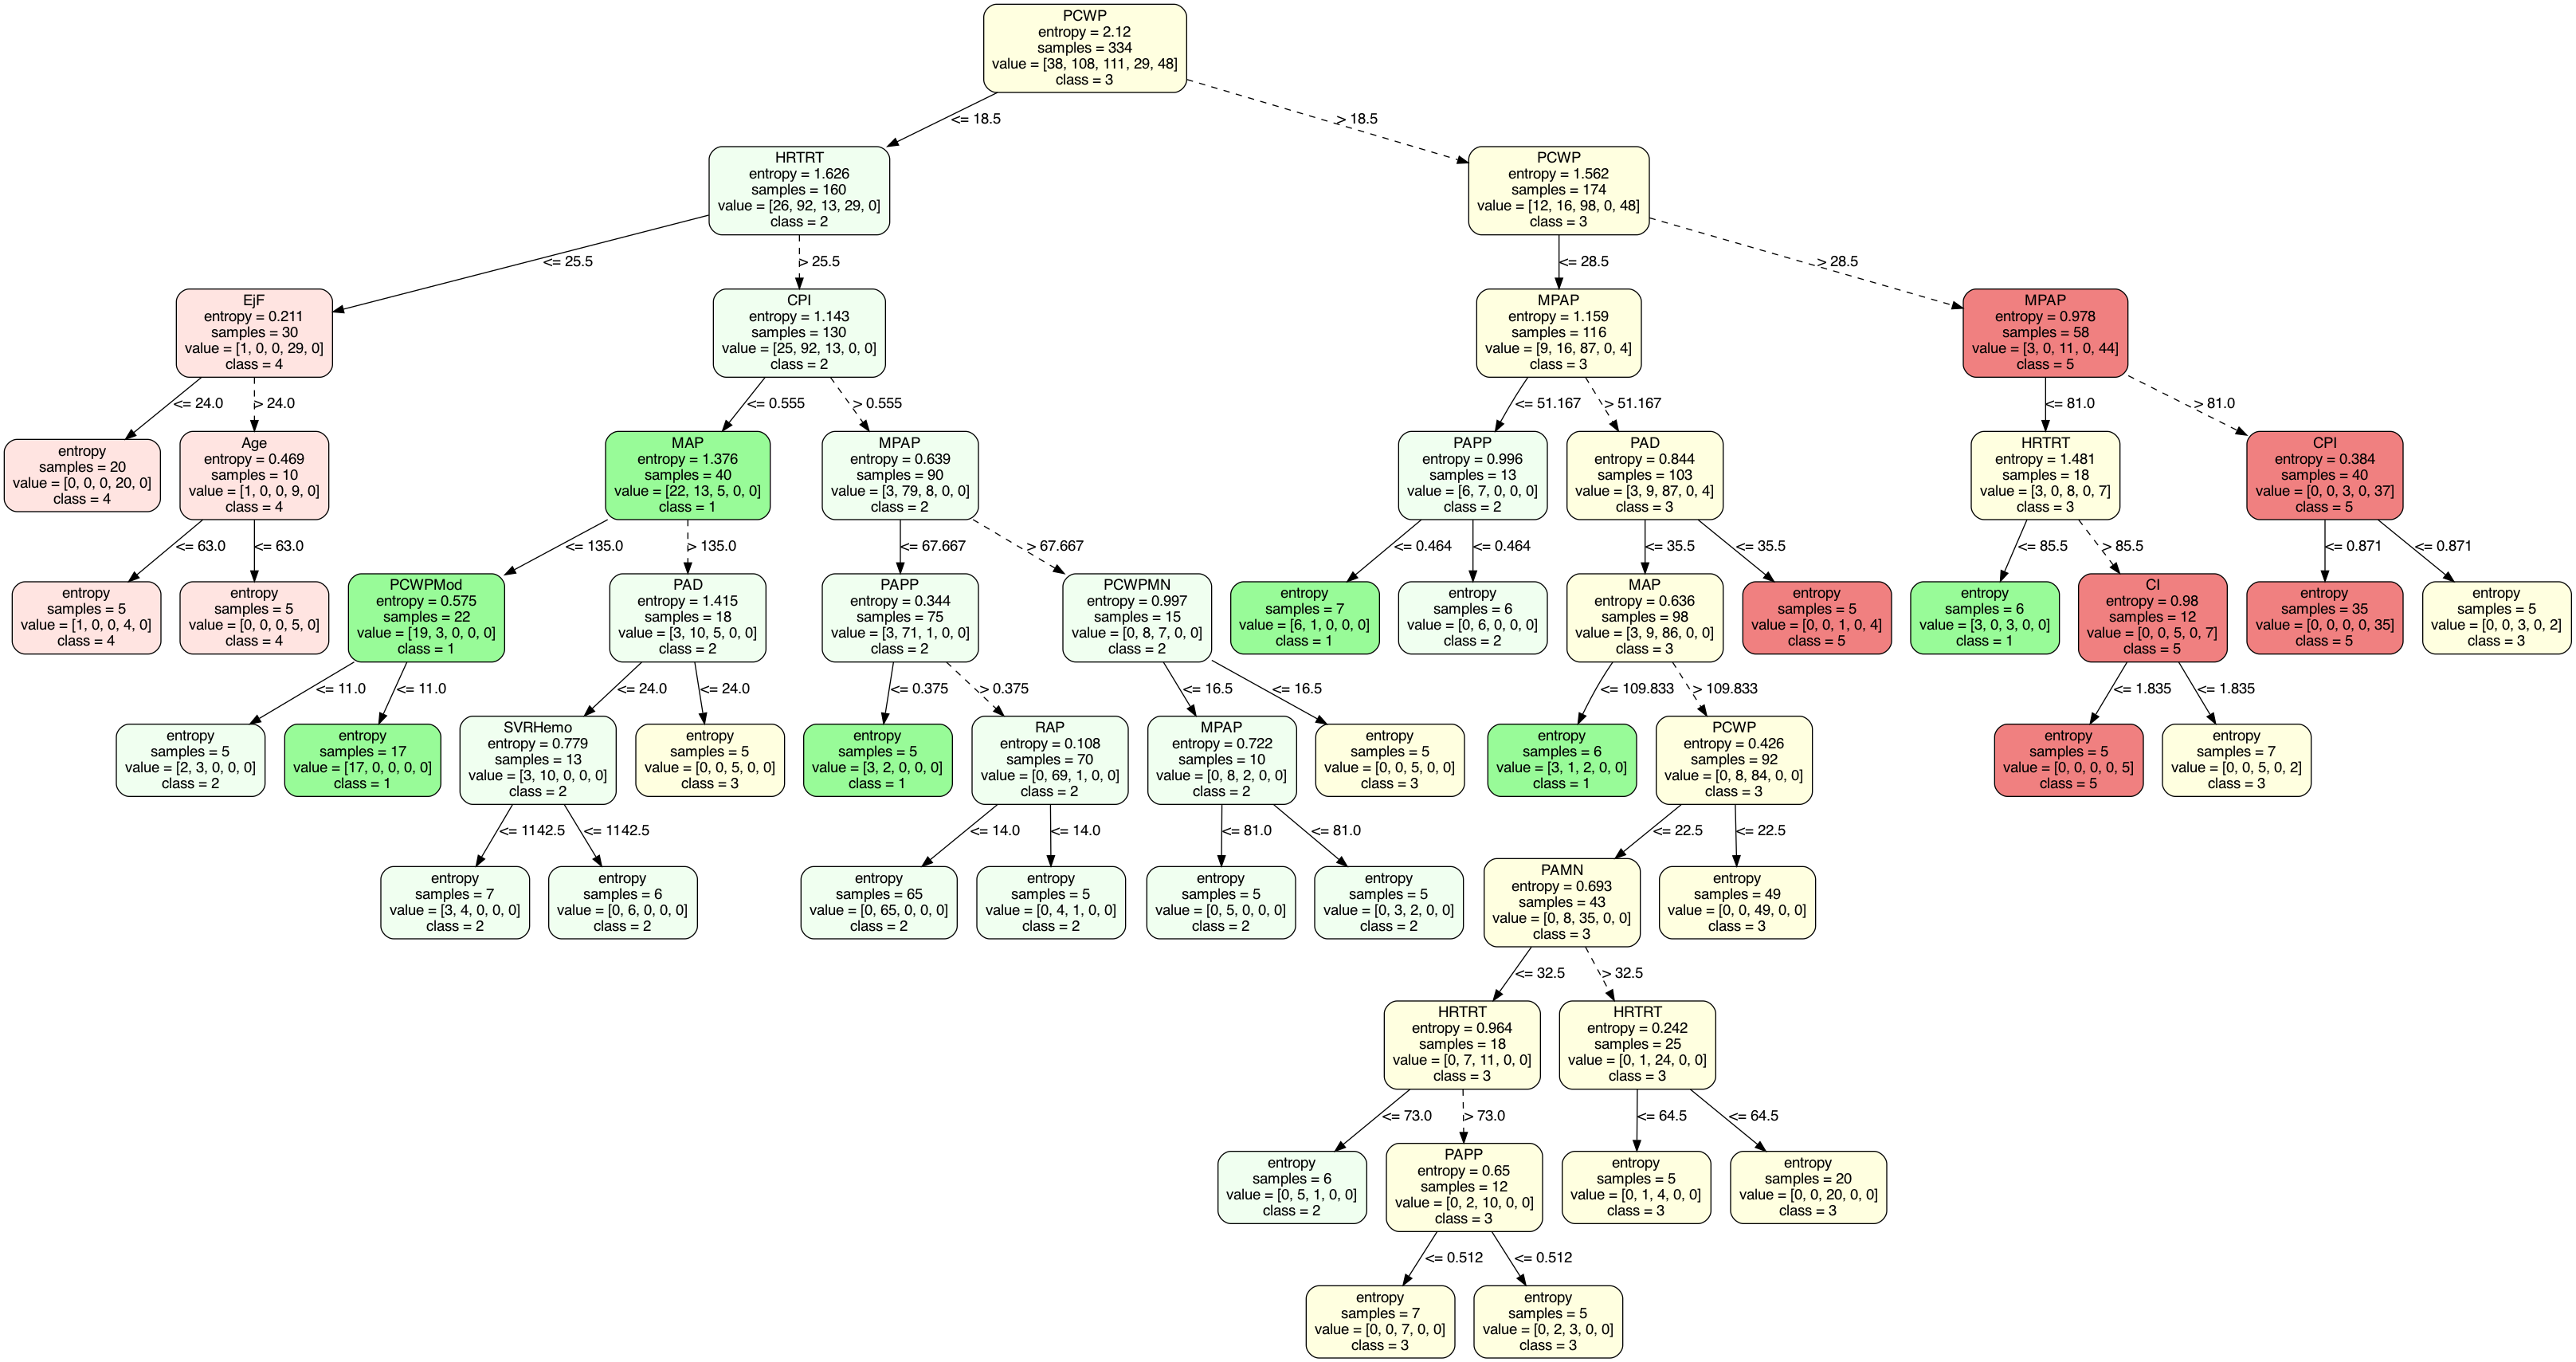 PCWP
entropy = 2.12
samples = 334
value = [38, 108, 111, 29, 48]
class = 3
<= 18.5
> 18.5
HRTRT
entropy = 1.626
samples = 160
value = [26, 92, 13, 29, 0]
class = 2
PCWP
entropy = 1.562
samples = 174
value = [12, 16, 98, 0, 48]
class = 3
<= 25.5
> 25.5
<= 28.5
> 28.5
EjF
entropy = 0.211
samples = 30
value = [1, 0, 0, 29, 0]
class = 4
CPI
entropy = 1.143
samples = 130
value = [25, 92, 13, 0, 0]
class = 2
MPAP
entropy = 1.159
samples = 116
value = [9, 16, 87, 0, 4]
class = 3
MPAP
entropy = 0.978
samples = 58
value = [3, 0, 11, 0, 44]
class = 5
<= 24.0
> 24.0
<= 0.555
> 0.555
<= 51.167
> 51.167
<= 81.0
> 81.0
entropy
samples = 20
value = [0, 0, 0, 20, 0]
class = 4
Age
entropy = 0.469
samples = 10
value = [1, 0, 0, 9, 0]
class = 4
MAP
entropy = 1.376
samples = 40
value = [22, 13, 5, 0, 0]
class = 1
MPAP
entropy = 0.639
samples = 90
value = [3, 79, 8, 0, 0]
class = 2
PAPP
entropy = 0.996
samples = 13
value = [6, 7, 0, 0, 0]
class = 2
PAD
entropy = 0.844
samples = 103
value = [3, 9, 87, 0, 4]
class = 3
HRTRT
entropy = 1.481
samples = 18
value = [3, 0, 8, 0, 7]
class = 3
CPI
entropy = 0.384
samples = 40
value = [0, 0, 3, 0, 37]
class = 5
<= 63.0
<= 63.0
<= 135.0
> 135.0
<= 67.667
> 67.667
<= 0.464
<= 0.464
<= 35.5
<= 35.5
<= 85.5
> 85.5
<= 0.871
<= 0.871
entropy
samples = 5
value = [1, 0, 0, 4, 0]
class = 4
entropy
samples = 5
value = [0, 0, 0, 5, 0]
class = 4
PCWPMod
entropy = 0.575
samples = 22
value = [19, 3, 0, 0, 0]
class = 1
PAD
entropy = 1.415
samples = 18
value = [3, 10, 5, 0, 0]
class = 2
PAPP
entropy = 0.344
samples = 75
value = [3, 71, 1, 0, 0]
class = 2
PCWPMN
entropy = 0.997
samples = 15
value = [0, 8, 7, 0, 0]
class = 2
entropy
samples = 7
value = [6, 1, 0, 0, 0]
class = 1
entropy
samples = 6
value = [0, 6, 0, 0, 0]
class = 2
MAP
entropy = 0.636
samples = 98
value = [3, 9, 86, 0, 0]
class = 3
entropy
samples = 5
value = [0, 0, 1, 0, 4]
class = 5
entropy
samples = 6
value = [3, 0, 3, 0, 0]
class = 1
CI
entropy = 0.98
samples = 12
value = [0, 0, 5, 0, 7]
class = 5
entropy
samples = 35
value = [0, 0, 0, 0, 35]
class = 5
entropy
samples = 5
value = [0, 0, 3, 0, 2]
class = 3
<= 11.0
<= 11.0
<= 24.0
<= 24.0
<= 0.375
> 0.375
<= 16.5
<= 16.5
<= 109.833
> 109.833
<= 1.835
<= 1.835
entropy
samples = 5
value = [2, 3, 0, 0, 0]
class = 2
entropy
samples = 17
value = [17, 0, 0, 0, 0]
class = 1
SVRHemo
entropy = 0.779
samples = 13
value = [3, 10, 0, 0, 0]
class = 2
entropy
samples = 5
value = [0, 0, 5, 0, 0]
class = 3
entropy
samples = 5
value = [3, 2, 0, 0, 0]
class = 1
RAP
entropy = 0.108
samples = 70
value = [0, 69, 1, 0, 0]
class = 2
MPAP
entropy = 0.722
samples = 10
value = [0, 8, 2, 0, 0]
class = 2
entropy
samples = 5
value = [0, 0, 5, 0, 0]
class = 3
entropy
samples = 6
value = [3, 1, 2, 0, 0]
class = 1
PCWP
entropy = 0.426
samples = 92
value = [0, 8, 84, 0, 0]
class = 3
entropy
samples = 5
value = [0, 0, 0, 0, 5]
class = 5
entropy
samples = 7
value = [0, 0, 5, 0, 2]
class = 3
<= 1142.5
<= 1142.5
<= 14.0
<= 14.0
<= 81.0
<= 81.0
<= 22.5
<= 22.5
entropy
samples = 7
value = [3, 4, 0, 0, 0]
class = 2
entropy
samples = 6
value = [0, 6, 0, 0, 0]
class = 2
entropy
samples = 65
value = [0, 65, 0, 0, 0]
class = 2
entropy
samples = 5
value = [0, 4, 1, 0, 0]
class = 2
entropy
samples = 5
value = [0, 5, 0, 0, 0]
class = 2
entropy
samples = 5
value = [0, 3, 2, 0, 0]
class = 2
PAMN
entropy = 0.693
samples = 43
value = [0, 8, 35, 0, 0]
class = 3
entropy
samples = 49
value = [0, 0, 49, 0, 0]
class = 3
<= 32.5
> 32.5
HRTRT
entropy = 0.964
samples = 18
value = [0, 7, 11, 0, 0]
class = 3
HRTRT
entropy = 0.242
samples = 25
value = [0, 1, 24, 0, 0]
class = 3
<= 73.0
> 73.0
<= 64.5
<= 64.5
entropy
samples = 6
value = [0, 5, 1, 0, 0]
class = 2
PAPP
entropy = 0.65
samples = 12
value = [0, 2, 10, 0, 0]
class = 3
entropy
samples = 5
value = [0, 1, 4, 0, 0]
class = 3
entropy
samples = 20
value = [0, 0, 20, 0, 0]
class = 3
<= 0.512
<= 0.512
entropy
samples = 7
value = [0, 0, 7, 0, 0]
class = 3
entropy
samples = 5
value = [0, 2, 3, 0, 0]
class = 3